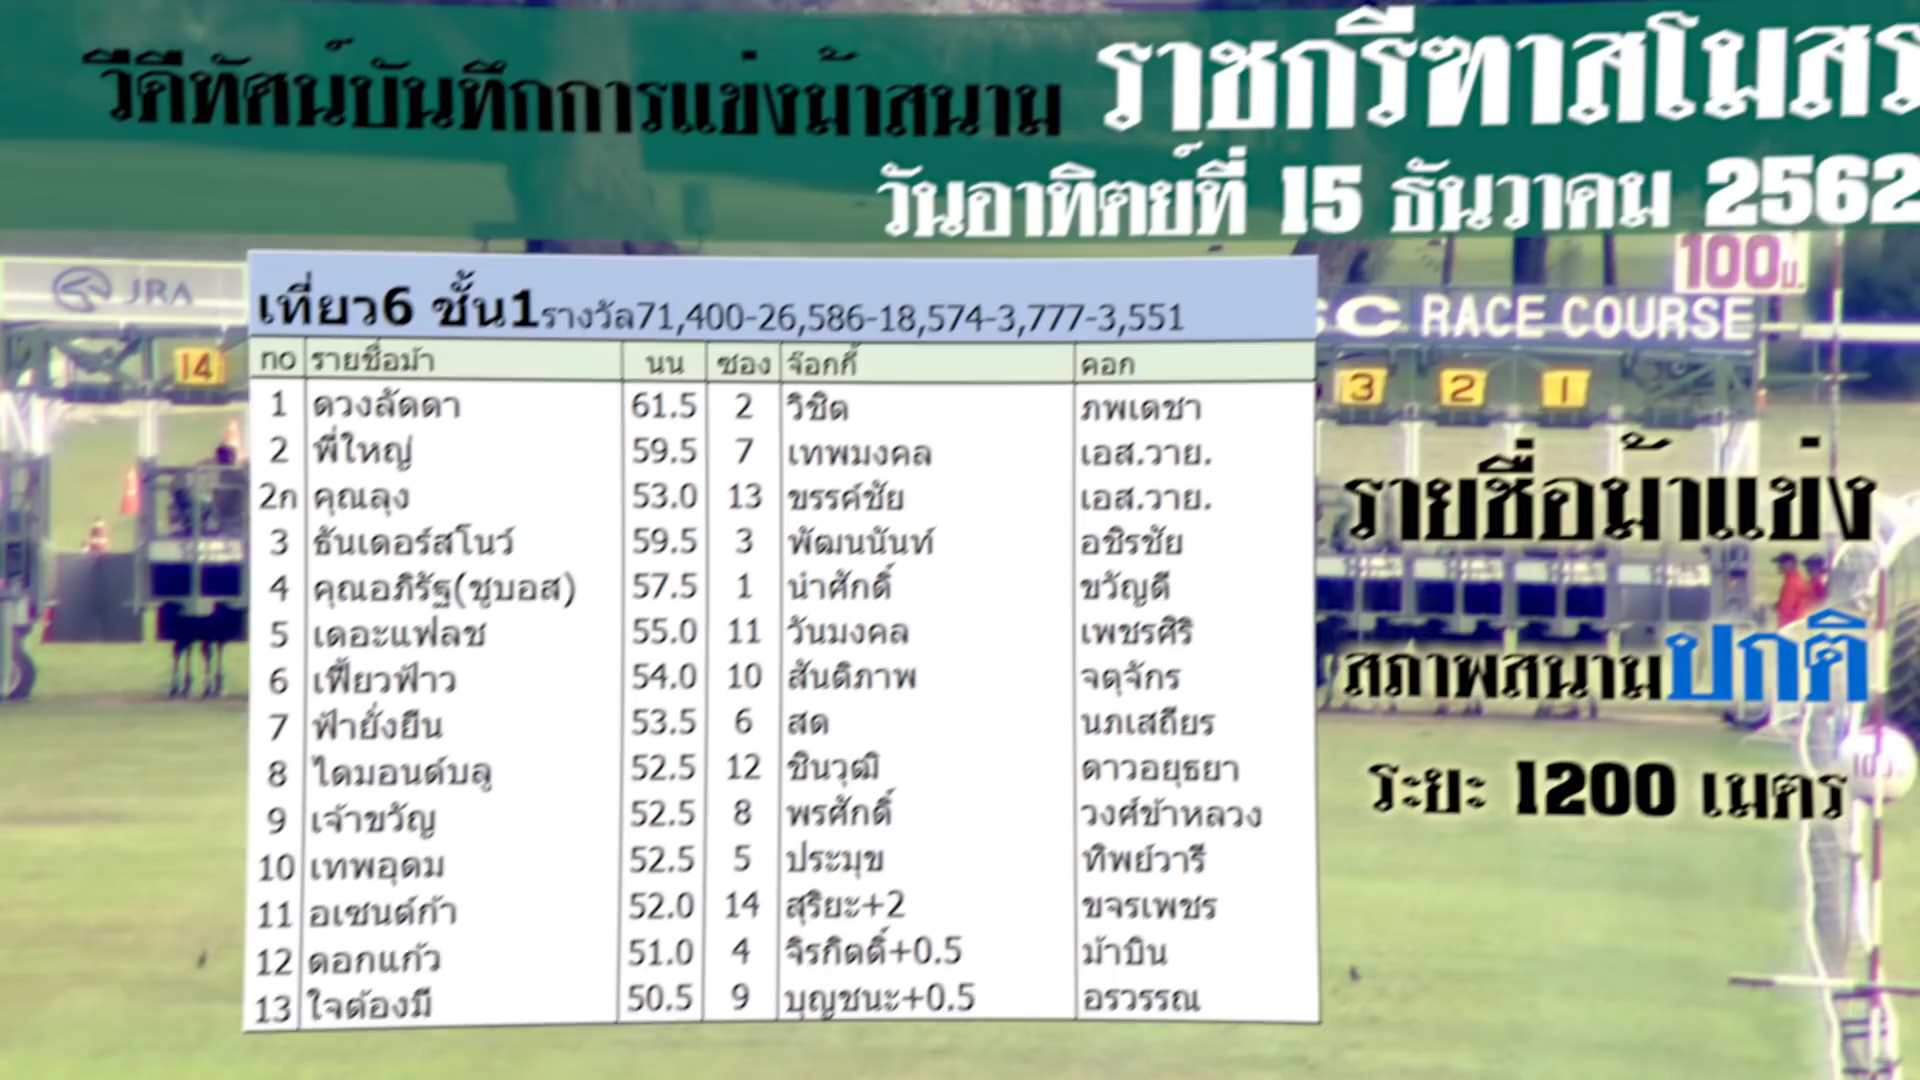 วีดีทัศน์บันทึกการแข่งม้าสนาม ราชกรีฑาสโมสร
วันอาทิตย์ที่ 15 ธันวาคม 2562
100ม.
JRA
SC RACE COURSE
14
3 2 1
เที่ยว6 ชั้น1รางวัล71,400-26,586-18,574-3,777-3,551
no รายชื่อม้า นน ซอง จ๊อกกี้ คอก
1 ดวงลัดดา 61.5 2 วิชิต ภพเดชา
2 พี่ใหญ่ 59.5 7 เทพมงคล เอส.วาย.
2ก คุณลุง 53.0 13 ขรรค์ชัย เอส.วาย.
3 ธันเดอร์สโนว์ 59.5 3 พัฒนนันท์ อชิรชัย
4 คุณอภิรัฐ(ชูบอส) 57.5 1 นำศักดิ์ ขวัญดี
5 เดอะแฟลช 55.0 11 วันมงคล เพชรศิริ
6 เฟี้ยวฟ้าว 54.0 10 สันติภาพ จตุจักร
7 ฟ้ายั่งยืน 53.5 6 สด นภเสถียร
8 ไดมอนด์บลู 52.5 12 ชินวุฒิ ดาวอยุธยา
9 เจ้าขวัญ 52.5 8 พรศักดิ์ วงศ์ข้าหลวง
10 เทพอุดม 52.5 5 ประมุข ทิพย์วารี
11 อเซนด์ก้า 52.0 14 สุริยะ+2 ขจรเพชร
12 ดอกแก้ว 51.0 4 จิรกิตติ์+0.5 ม้าบิน
13 ใจต้องมี 50.5 9 บุญชนะ+0.5 อรวรรณ
รายชื่อม้าแข่ง
สภาพสนามปกติ
ระยะ 1200 เมตร